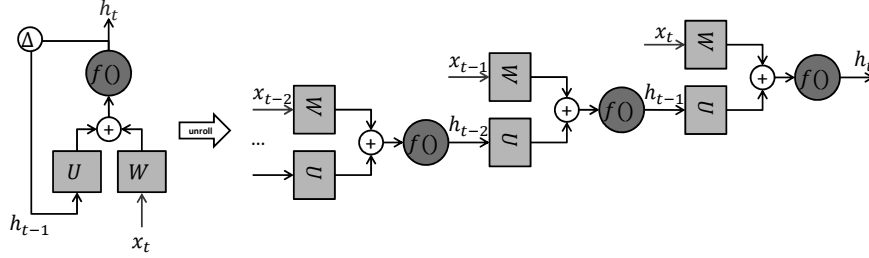 h_t
Δ
f()
+
U
W
h_{t−1}
x_t
unroll
x_{t−2}
W
...
U
+
f()
h_{t−2}
x_{t−1}
W
U
+
f()
h_{t−1}
x_t
W
U
+
f()
h_t